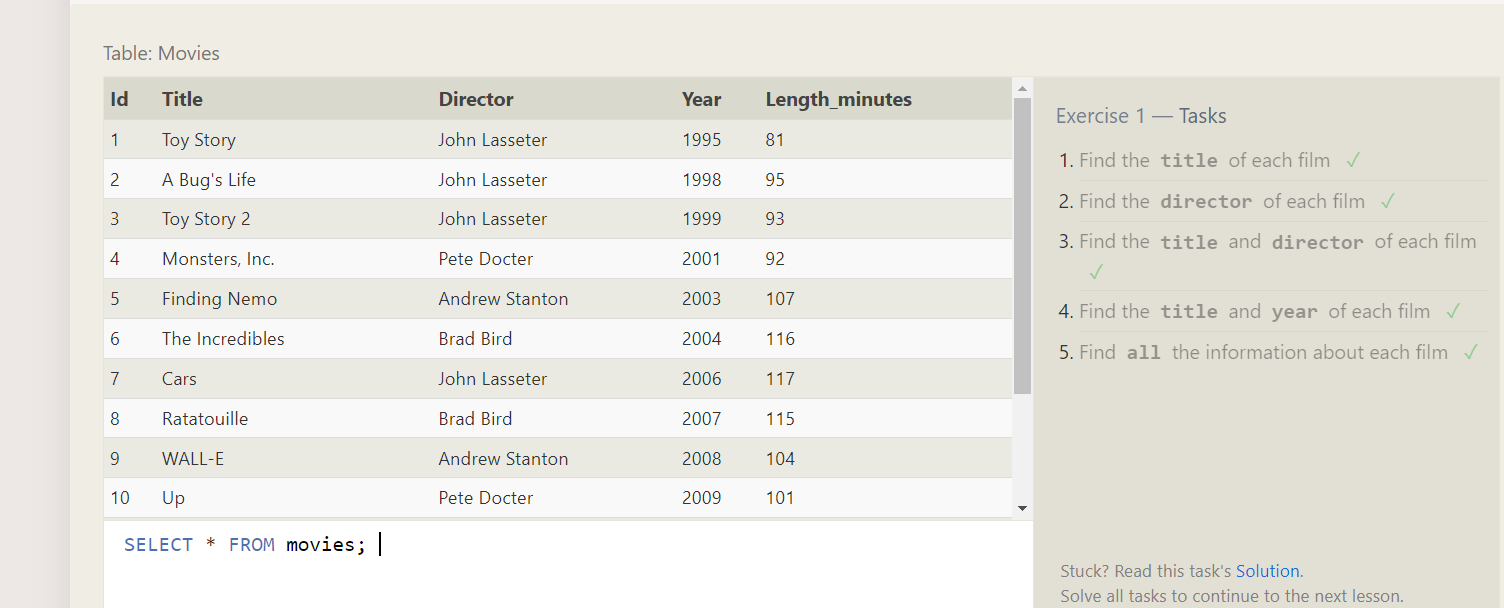 Table: Movies
Id Title Director Year Length_minutes
1 Toy Story John Lasseter 1995 81
2 A Bug's Life John Lasseter 1998 95
3 Toy Story 2 John Lasseter 1999 93
4 Monsters, Inc. Pete Docter 2001 92
5 Finding Nemo Andrew Stanton 2003 107
6 The Incredibles Brad Bird 2004 116
7 Cars John Lasseter 2006 117
8 Ratatouille Brad Bird 2007 115
9 WALL-E Andrew Stanton 2008 104
10 Up Pete Docter 2009 101
SELECT * FROM movies;
Exercise 1 — Tasks
1. Find the title of each film ✓
2. Find the director of each film ✓
3. Find the title and director of each film
✓
4. Find the title and year of each film ✓
5. Find all the information about each film ✓
Stuck? Read this task's Solution.
Solve all tasks to continue to the next lesson.